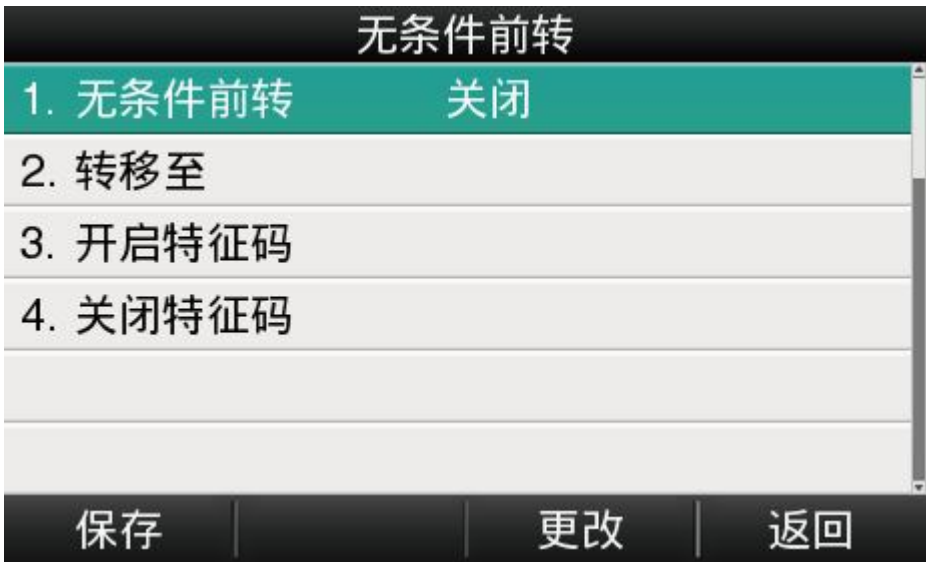 无条件前转
1. 无条件前转 关闭
2. 转移至
3. 开启特征码
4. 关闭特征码
保存 更改 返回